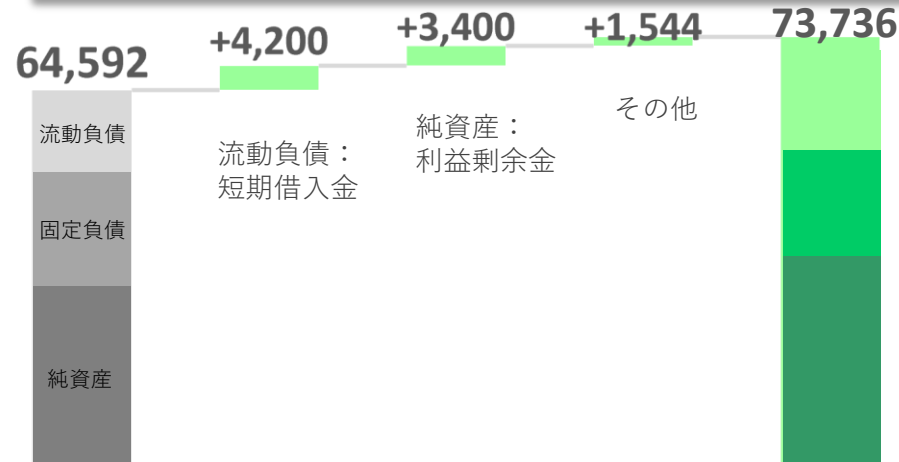 64,592
+4,200
+3,400
+1,544
73,736
流動負債
固定負債
純資産
流動負債：
短期借入金
純資産：
利益剰余金
その他